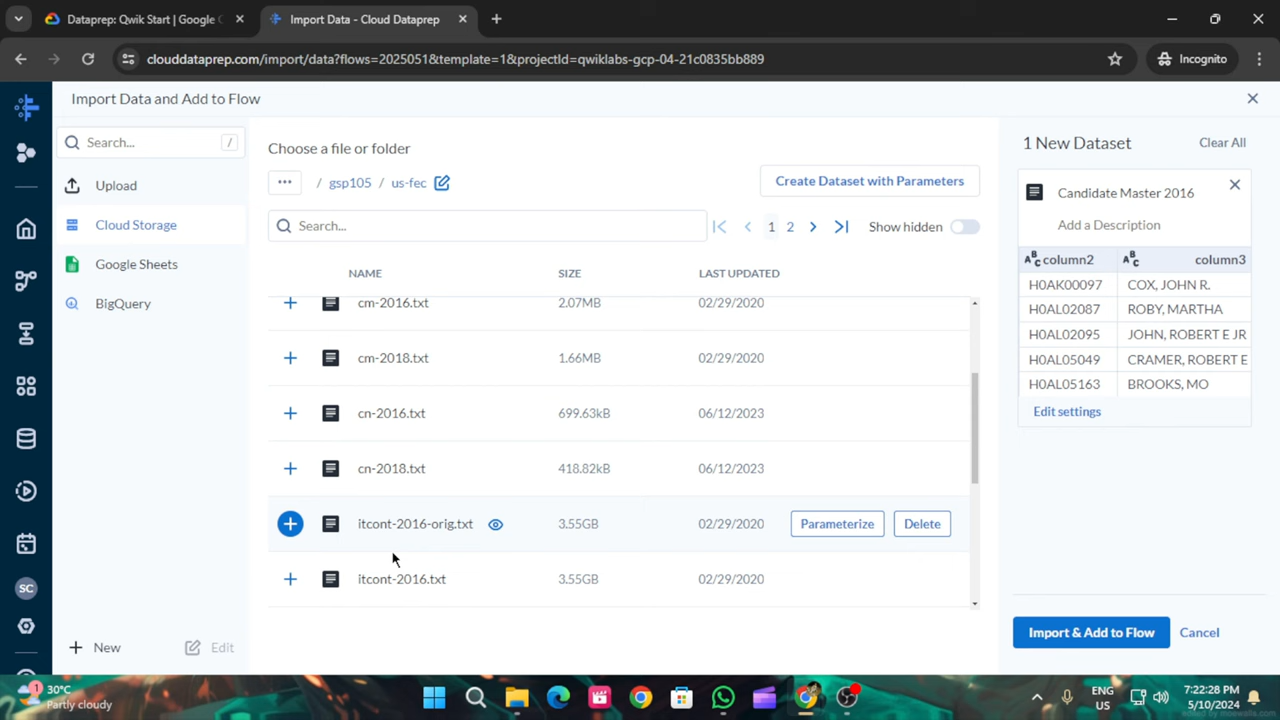 Dataprep: Qwik Start | Google C
Import Data - Cloud Dataprep
clouddataprep.com/import/data?flows=2025051&template=1&projectId=qwiklabs-gcp-04-21c0835bb889
Incognito
Import Data and Add to Flow
Search...
/
Upload
Cloud Storage
Google Sheets
BigQuery
New
Edit
SC
Choose a file or folder
... / gsp105 / us-fec
Create Dataset with Parameters
Search...
1 2
Show hidden
NAME SIZE LAST UPDATED
cm-2016.txt 2.07MB 02/29/2020
cm-2018.txt 1.66MB 02/29/2020
cn-2016.txt 699.63kB 06/12/2023
cn-2018.txt 418.82kB 06/12/2023
itcont-2016-orig.txt 3.55GB 02/29/2020 Parameterize Delete
itcont-2016.txt 3.55GB 02/29/2020
1 New Dataset
Clear All
Candidate Master 2016
Add a Description
ABC column2 ABC column3
H0AK00097 COX, JOHN R.
H0AL02087 ROBY, MARTHA
H0AL02095 JOHN, ROBERT E JR
H0AL05049 CRAMER, ROBERT E
H0AL05163 BROOKS, MO
Edit settings
Import & Add to Flow
Cancel
1
30°C
Partly cloudy
ENG
US
7:22:28 PM
5/10/2024